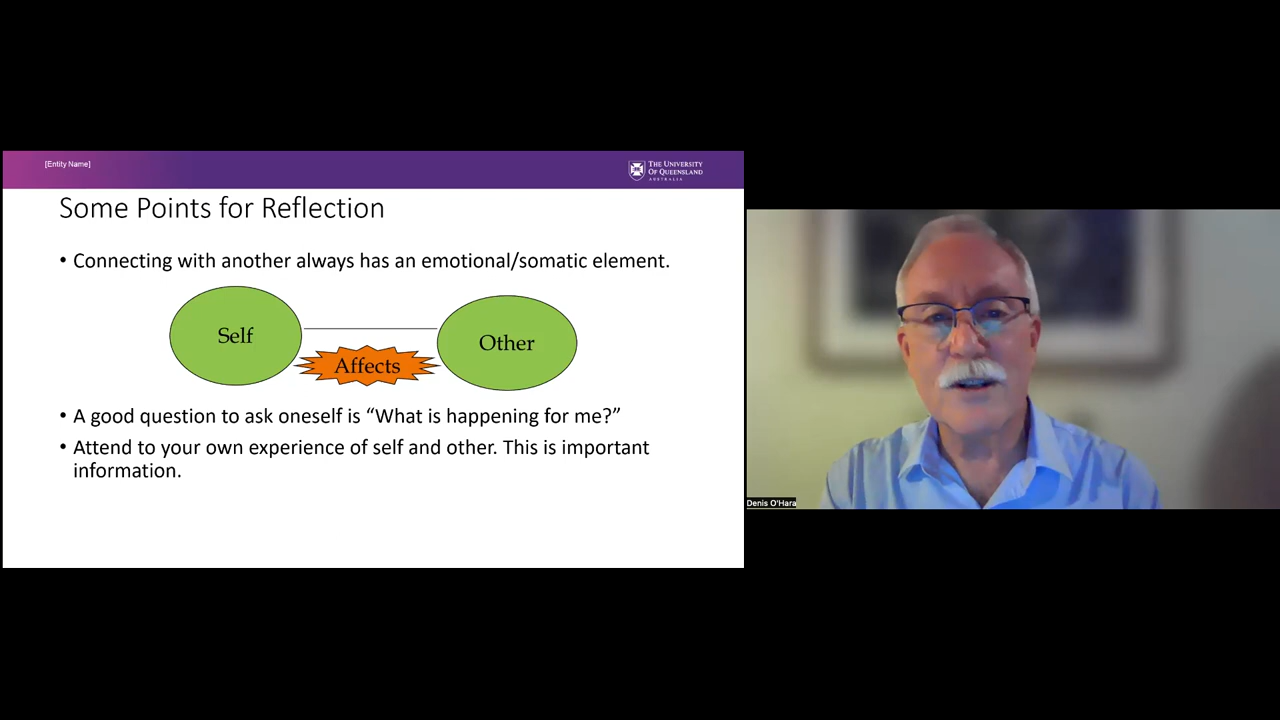 [Entity Name]
THE UNIVERSITY
OF QUEENSLAND
AUSTRALIA
Some Points for Reflection
• Connecting with another always has an emotional/somatic element.
Self
Other
Affects
• A good question to ask oneself is “What is happening for me?”
• Attend to your own experience of self and other. This is important
information.
Denis O'Hara